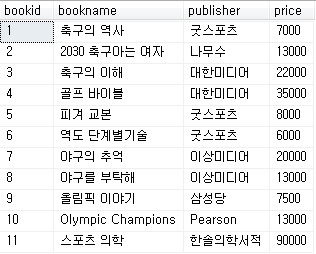 bookid bookname publisher price
1 축구의 역사 굿스포츠 7000
2 2030 축구아는 여자 나무수 13000
3 축구의 이해 대한미디어 22000
4 골프 바이블 대한미디어 35000
5 피겨 교본 굿스포츠 8000
6 역도 단계별기술 굿스포츠 6000
7 야구의 추억 이상미디어 20000
8 야구를 부탁해 이상미디어 13000
9 올림픽 이야기 삼성당 7500
10 Olympic Champions Pearson 13000
11 스포츠 의학 한솔의학서적 90000